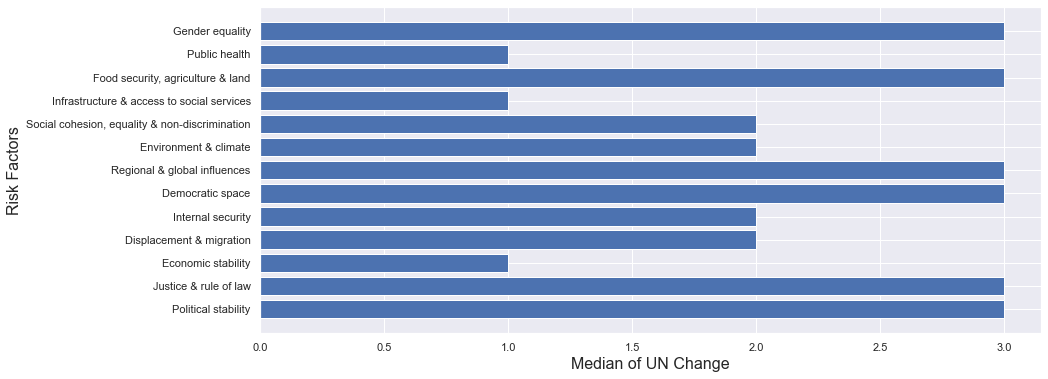 Risk Factors
Gender equality
Public health
Food security, agriculture & land
Infrastructure & access to social services
Social cohesion, equality & non-discrimination
Environment & climate
Regional & global influences
Democratic space
Internal security
Displacement & migration
Economic stability
Justice & rule of law
Political stability
0.0 0.5 1.0 1.5 2.0 2.5 3.0
Median of UN Change